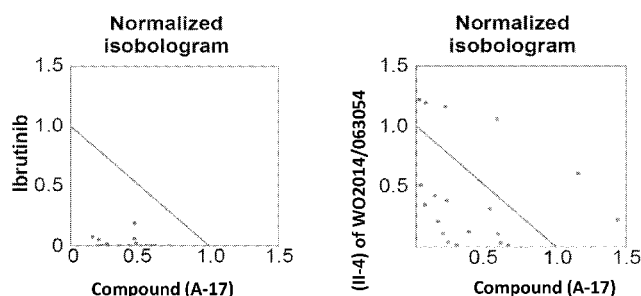 Normalized
isobologram
1.5
1.0
0.5
0
0 0.5 1.0 1.5
Ibrutinib
Compound (A-17)
Normalized
isobologram
1.5
1.0
0.5
0.5 1.0 1.5
(II-4) of WO2014/063054
Compound (A-17)